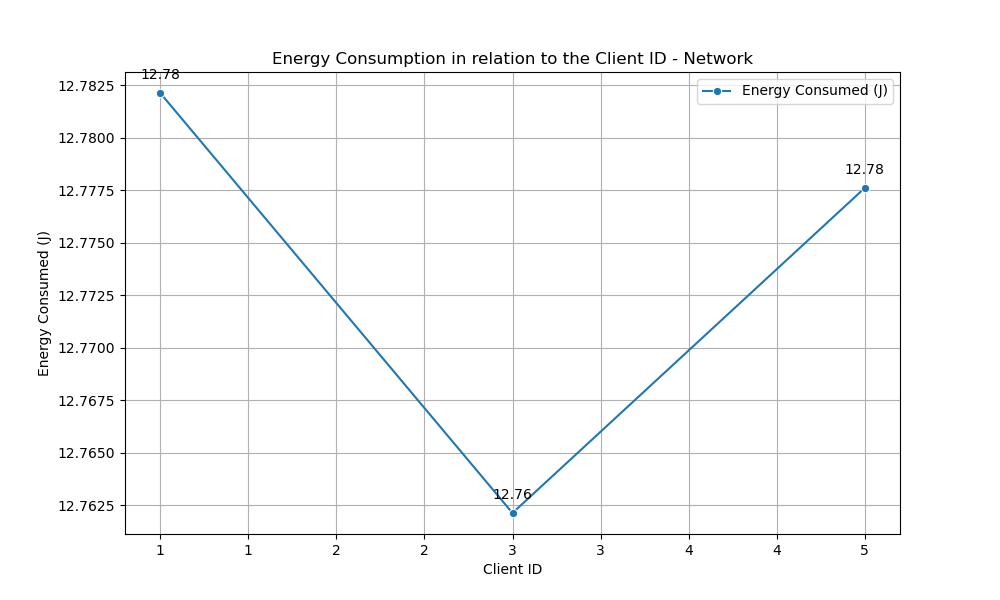 Energy Consumption in relation to the Client ID - Network
12.78
12.7825
Energy Consumed (J)
12.7800
12.78
12.7775
12.7750
12.7725
12.7700
12.7675
12.7650
12.76
12.7625
Energy Consumed (J)
1 1 2 2 3 3 4 4 5
Client ID